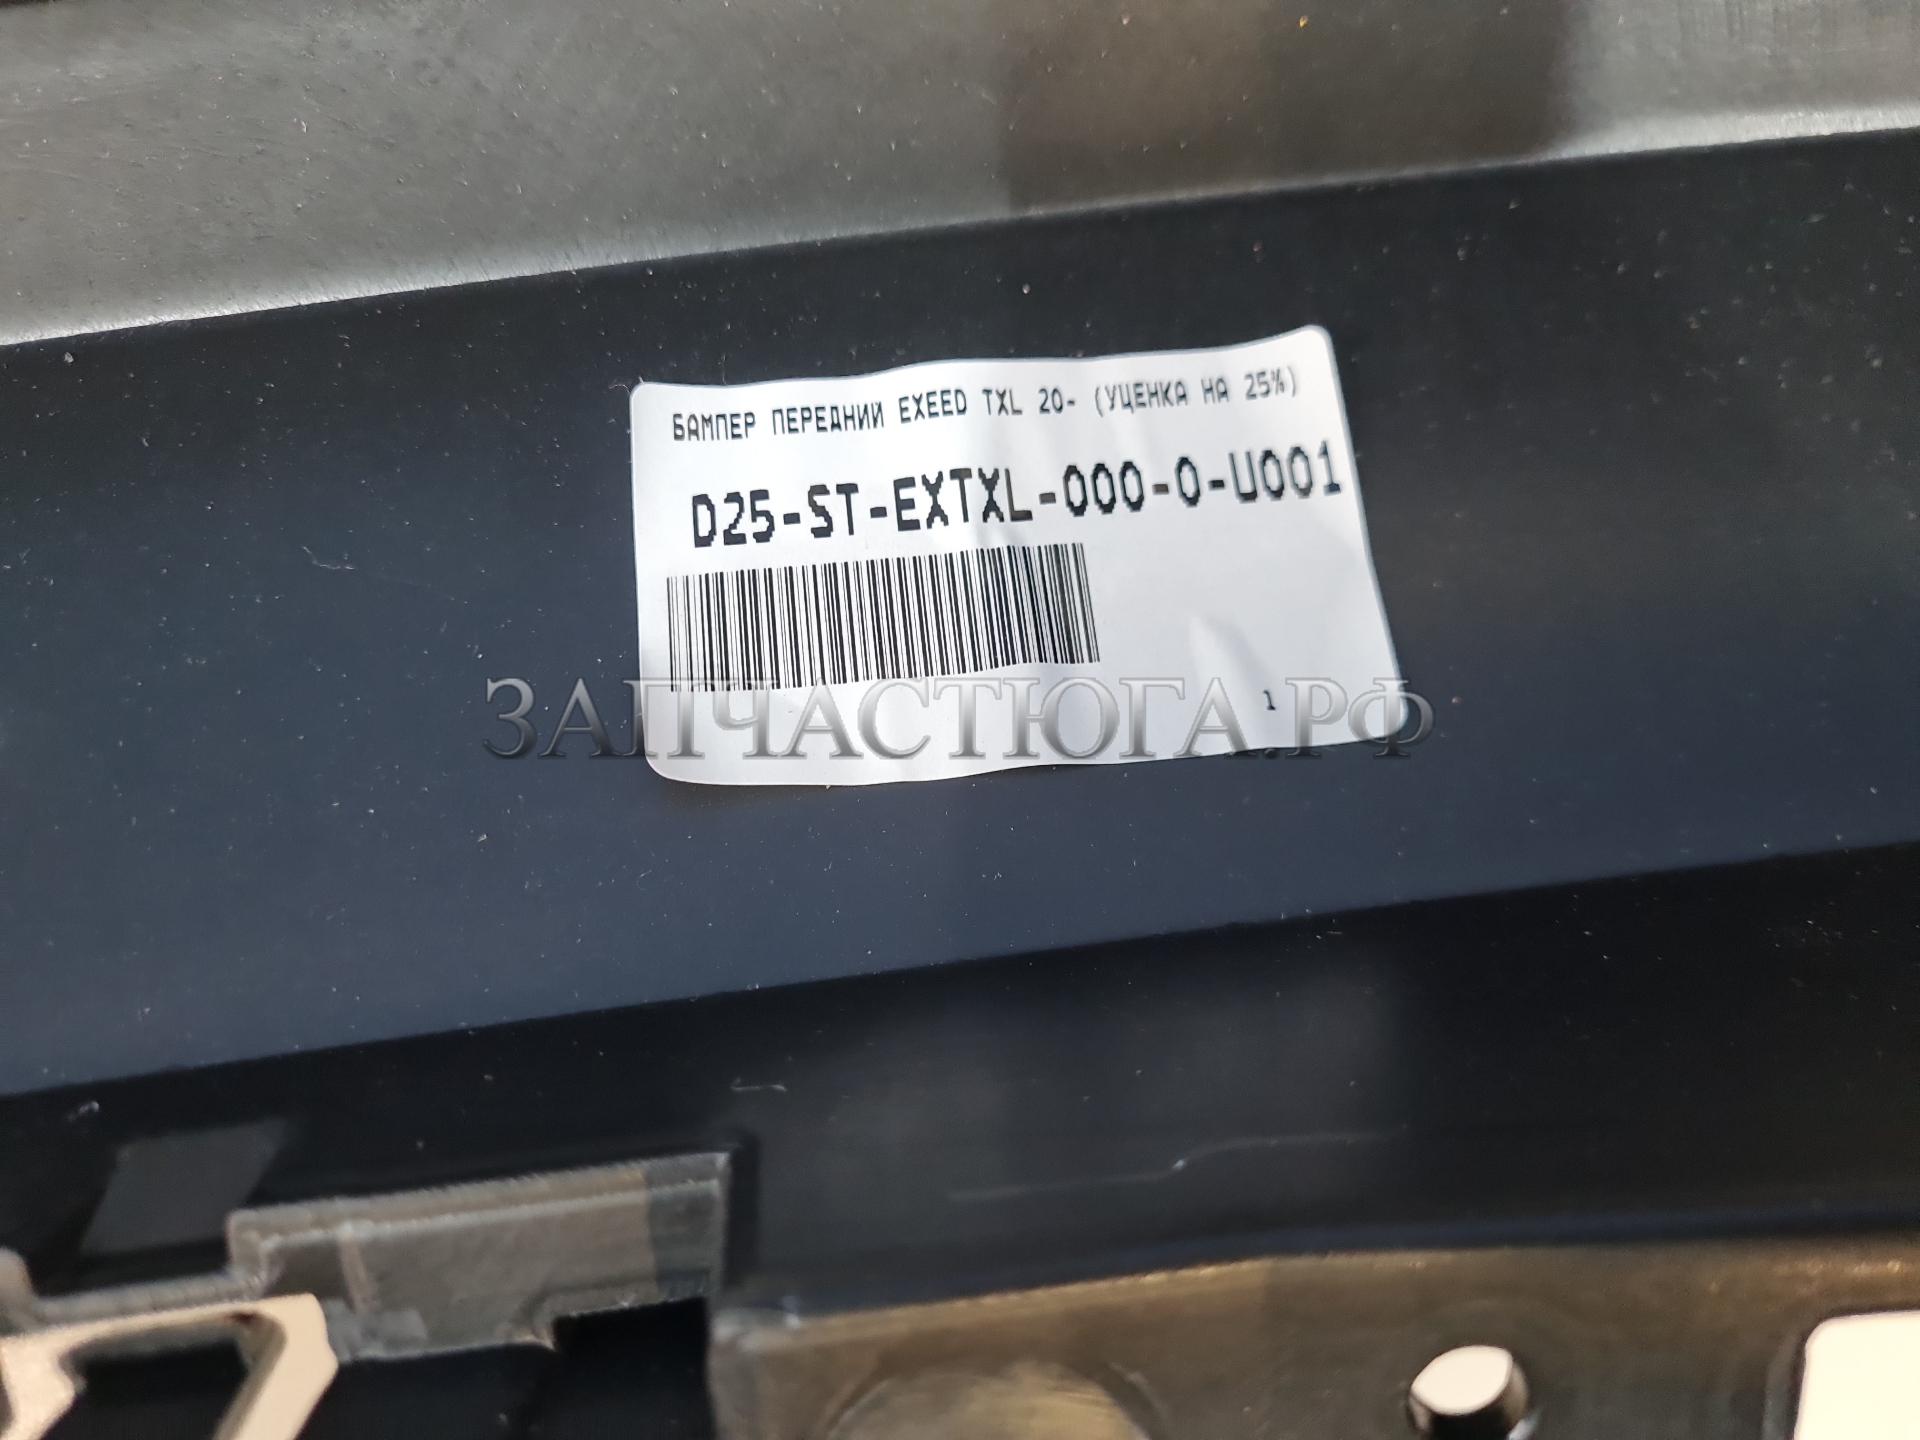 БАМПЕР ПЕРЕДНИЙ EXEED TXL 20- (УЦЕНКА НА 25%)
D25-ST-EXTXL-000-0-U001
ЗАПЧАСТЮГА.РФ
1